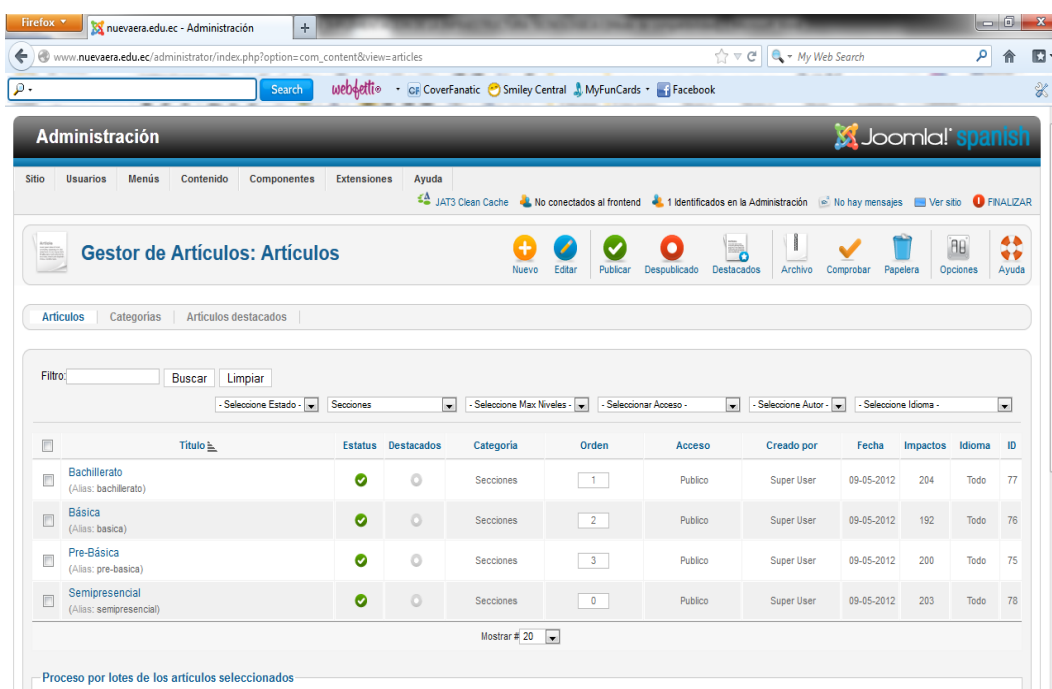 Firefox
nuevaera.edu.ec - Administración
www.nuevaera.edu.ec/administrator/index.php?option=com_content&view=articles
My Web Search
Search webfetti CoverFanatic Smiley Central MyFunCards Facebook
Administración Joomla! spanish
Sitio Usuarios Menús Contenido Componentes Extensiones Ayuda
JAT3 Clean Cache No conectados al frontend 1 Identificados en la Administración No hay mensajes Ver sitio FINALIZAR
Gestor de Artículos: Artículos
Nuevo Editar Publicar Despublicado Destacados Archivo Comprobar Papelera Opciones Ayuda
Artículos Categorías Artículos destacados
Filtro: Buscar Limpiar
- Seleccione Estado - Secciones - Seleccione Max Niveles - - Seleccionar Acceso - - Seleccione Autor - - Seleccione Idioma -
Título Estatus Destacados Categoría Orden Acceso Creado por Fecha Impactos Idioma ID
Bachillerato
(Alias: bachillerato) Secciones 1 Publico Super User 09-05-2012 204 Todo 77
Básica
(Alias: basica) Secciones 2 Publico Super User 09-05-2012 192 Todo 76
Pre-Básica
(Alias: pre-basica) Secciones 3 Publico Super User 09-05-2012 200 Todo 75
Semipresencial
(Alias: semipresencial) Secciones 0 Publico Super User 09-05-2012 203 Todo 78
Mostrar # 20
Proceso por lotes de los artículos seleccionados